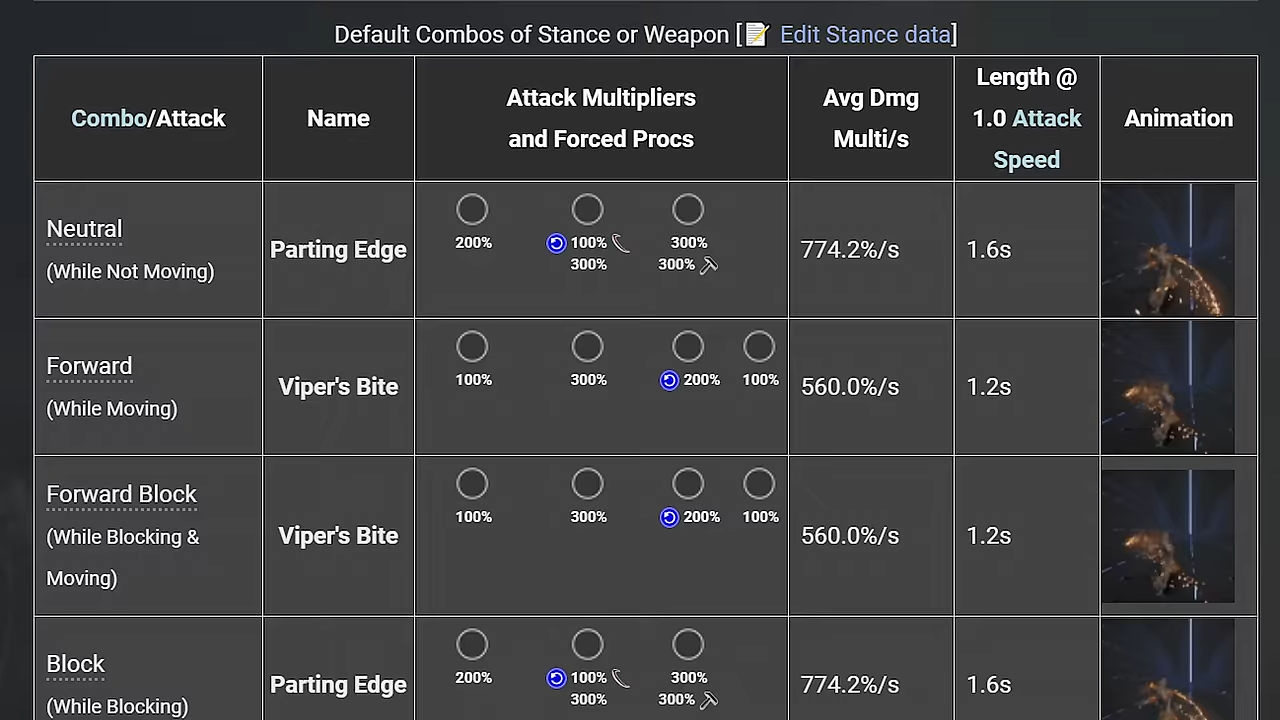 Default Combos of Stance or Weapon [📝 Edit Stance data]
Combo/Attack
Name
Attack Multipliers
and Forced Procs
Avg Dmg
Multi/s
Length @
1.0 Attack
Speed
Animation
Neutral
(While Not Moving)
Parting Edge
200%
100%
300%
300%
300%
774.2%/s
1.6s
Forward
(While Moving)
Viper's Bite
100%
300%
200%
100%
560.0%/s
1.2s
Forward Block
(While Blocking &
Moving)
Viper's Bite
100%
300%
200%
100%
560.0%/s
1.2s
Block
(While Blocking)
Parting Edge
200%
100%
300%
300%
300%
774.2%/s
1.6s